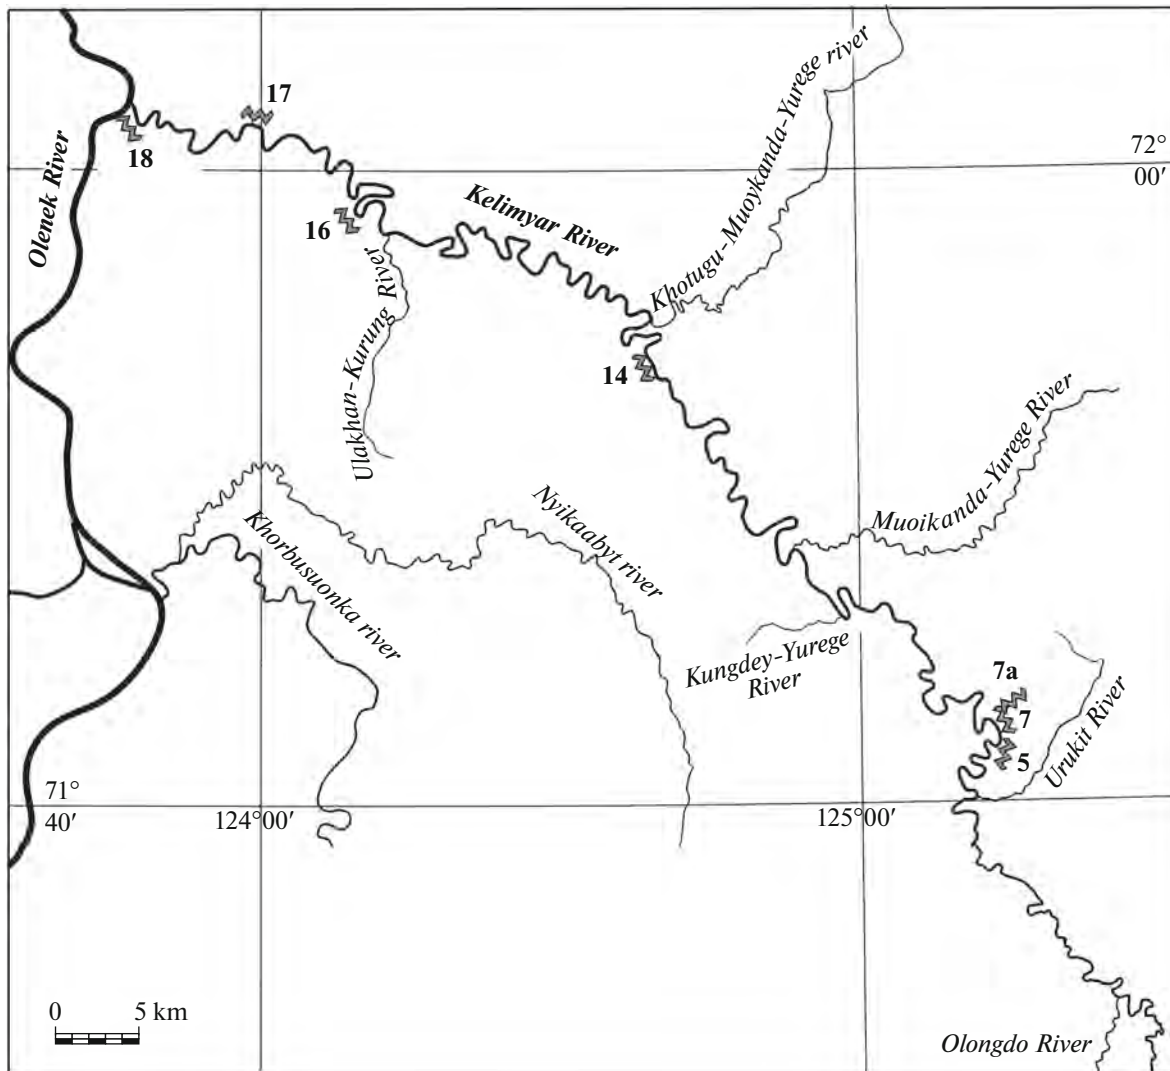 17
18
Olenek River
72°
00′
Khotugu-Muoykanda-Yurege river
16
Kelimyar River
Ulakhan-Kurung River
14
Muoikanda-Yurege River
Nyikaabyt river
Khorbusuonka river
Kungdey-Yurege
River
7a
7
5
Urukit River
71°
40′
124°00′
125°00′
0 5 km
Olongdo River